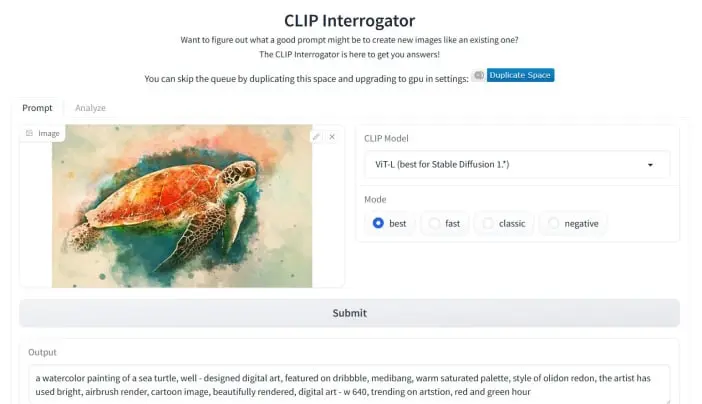 CLIP Interrogator
Want to figure out what a good prompt might be to create new images like an existing one?
The CLIP Interrogator is here to get you answers!
You can skip the queue by duplicating this space and upgrading to gpu in settings: Duplicate Space
Prompt Analyze
Image
CLIP Model
ViT-L (best for Stable Diffusion 1.*)
Mode
best fast classic negative
Submit
Output
a watercolor painting of a sea turtle, well - designed digital art, featured on dribbble, medibang, warm saturated palette, style of olidon redon, the artist has
used bright, airbrush render, cartoon image, beautifully rendered, digital art - w 640, trending on artstion, red and green hour